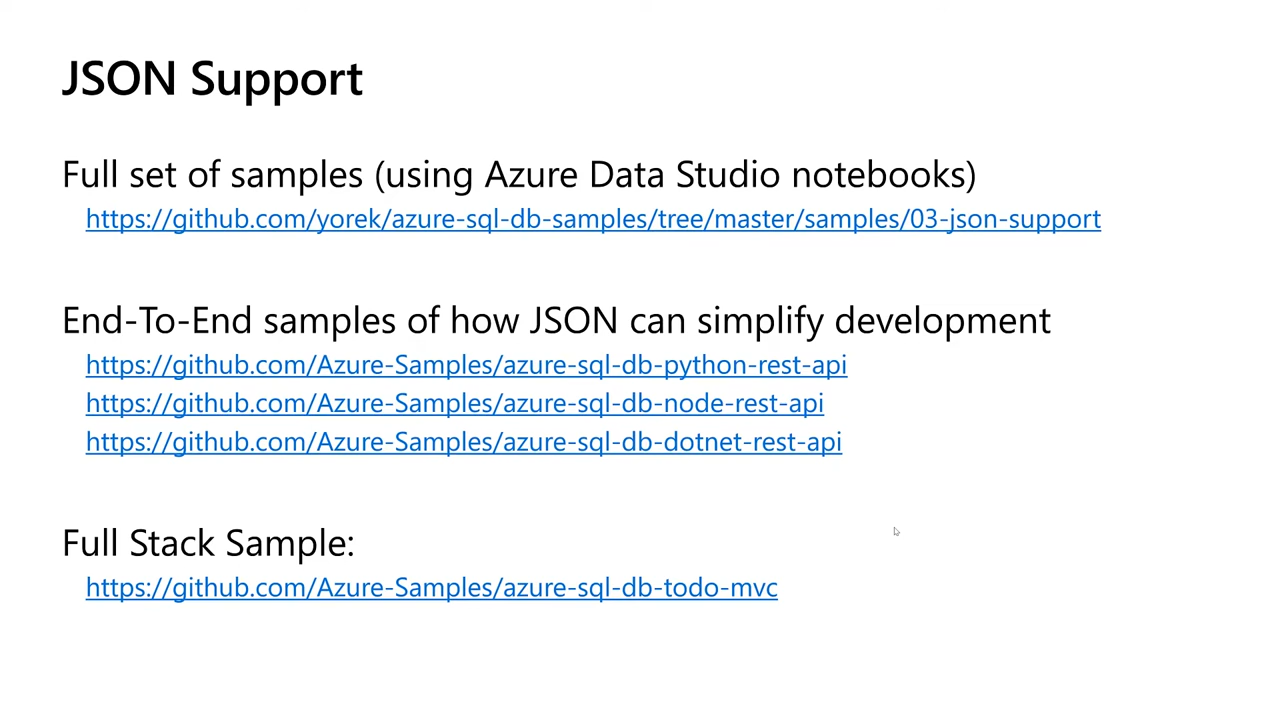 JSON Support
Full set of samples (using Azure Data Studio notebooks)
https://github.com/yorek/azure-sql-db-samples/tree/master/samples/03-json-support
End-To-End samples of how JSON can simplify development
https://github.com/Azure-Samples/azure-sql-db-python-rest-api
https://github.com/Azure-Samples/azure-sql-db-node-rest-api
https://github.com/Azure-Samples/azure-sql-db-dotnet-rest-api
Full Stack Sample:
https://github.com/Azure-Samples/azure-sql-db-todo-mvc